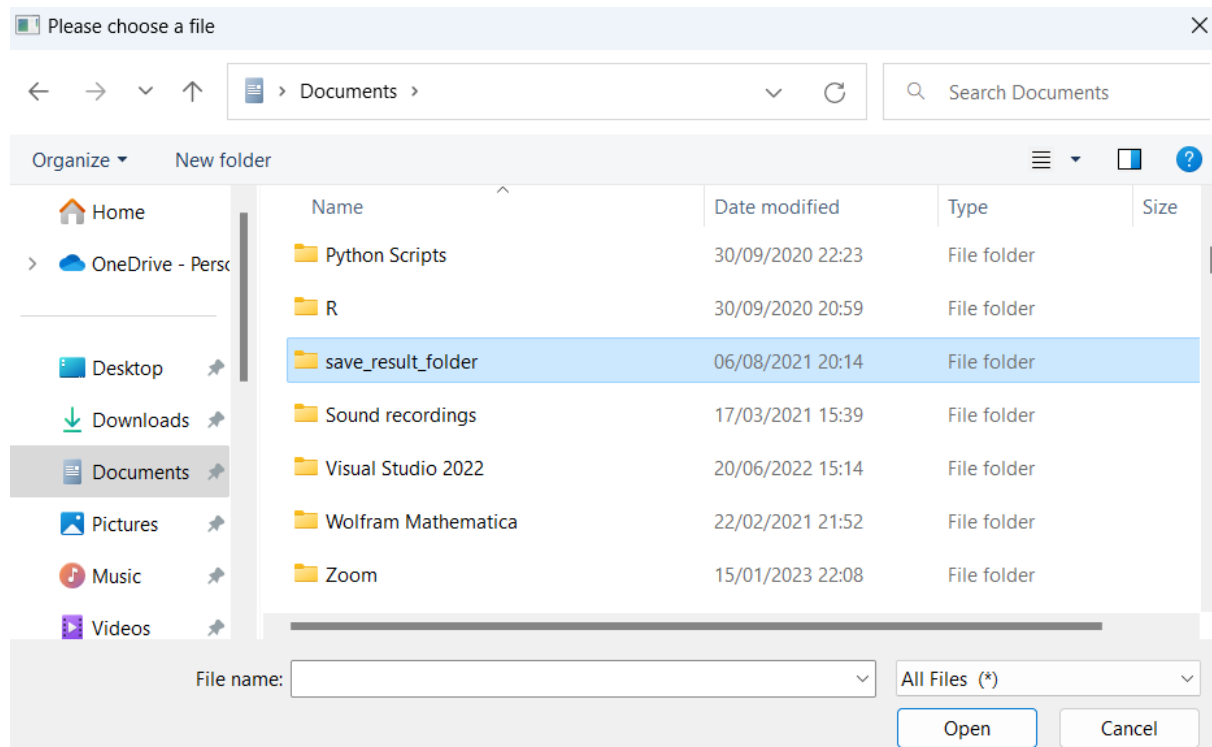 Please choose a file
Documents
Search Documents
Organize
New folder
Name
Date modified
Type
Size
Home
OneDrive - Perso
Desktop
Downloads
Documents
Pictures
Music
Videos
Python Scripts 30/09/2020 22:23 File folder
R 30/09/2020 20:59 File folder
save_result_folder 06/08/2021 20:14 File folder
Sound recordings 17/03/2021 15:39 File folder
Visual Studio 2022 20/06/2022 15:14 File folder
Wolfram Mathematica 22/02/2021 21:52 File folder
Zoom 15/01/2023 22:08 File folder
File name:
All Files (*)
Open
Cancel